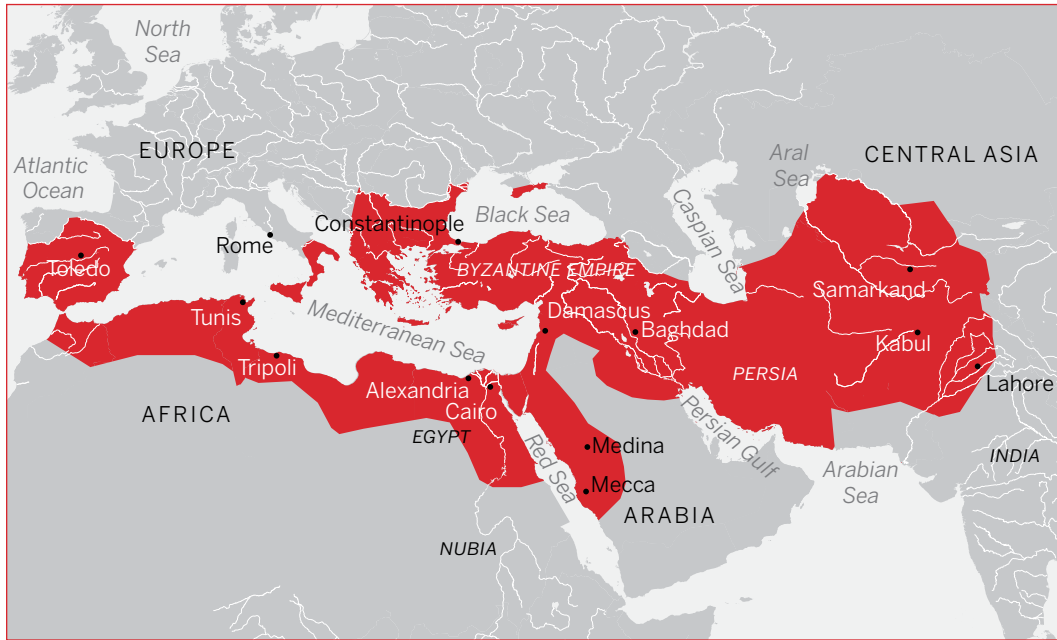 North
Sea
EUROPE
Atlantic
Ocean
Aral
Sea
CENTRAL ASIA
Caspian Sea
Constantinople
Black Sea
Rome
Toledo
BYZANTINE EMPIRE
Samarkand
Tunis
Mediterranean Sea
Damascus
Baghdad
Kabul
Tripoli
PERSIA
Lahore
Alexandria
Cairo
AFRICA
EGYPT
Red Sea
Persian Gulf
Medina
INDIA
Arabian
Sea
Mecca
ARABIA
NUBIA